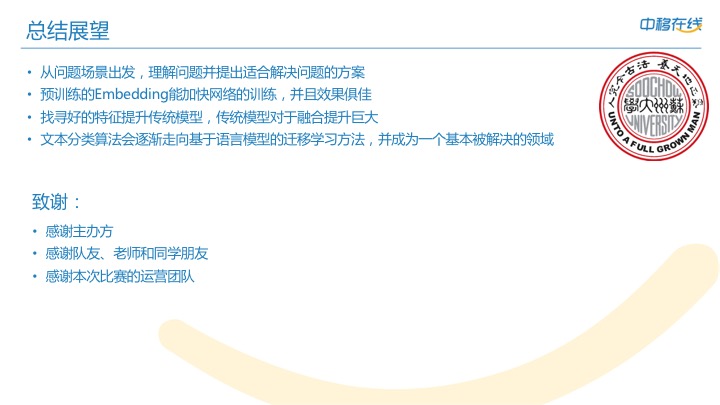 总结展望
中移在线
• 从问题场景出发，理解问题并提出适合解决问题的方案
• 预训练的Embedding能加快网络的训练，并且效果俱佳
• 找寻好的特征提升传统模型，传统模型对于融合提升巨大
• 文本分类算法会逐渐走向基于语言模型的迁移学习方法，并成为一个基本被解决的领域
养天地正氣
法古今完人
SOOCHOW
學大州蘇
UNIVERSITY
UNTO A FULL GROWN MAN
致谢：
• 感谢主办方
• 感谢队友、老师和同学朋友
• 感谢本次比赛的运营团队